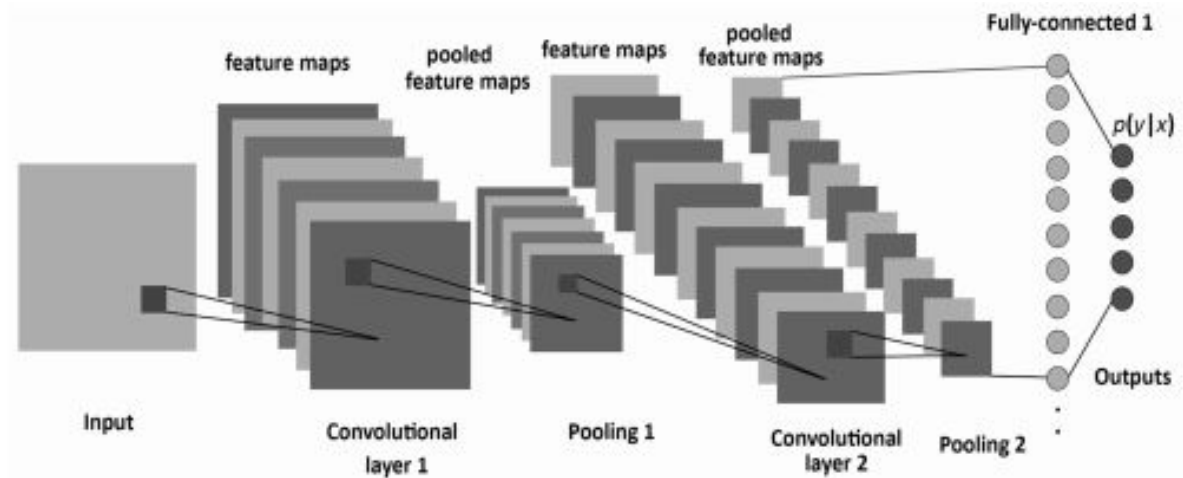 Fully-connected 1
feature maps
pooled
feature maps
feature maps
pooled
feature maps
p(y|x)
Input
Convolutional
layer 1
Pooling 1
Convolutional
layer 2
Pooling 2
Outputs